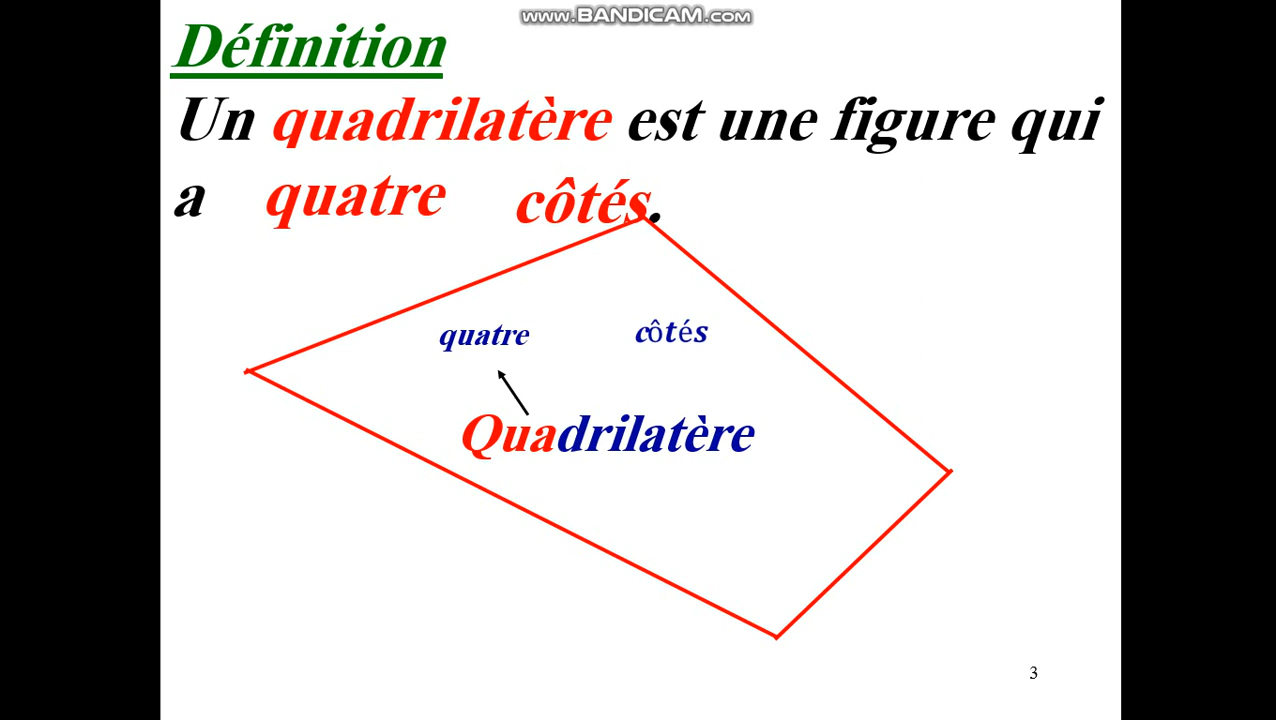 www.BANDICAM.com
Définition
Un quadrilatère est une figure qui
a quatre côtés.
quatre côtés
Quadrilatère
3